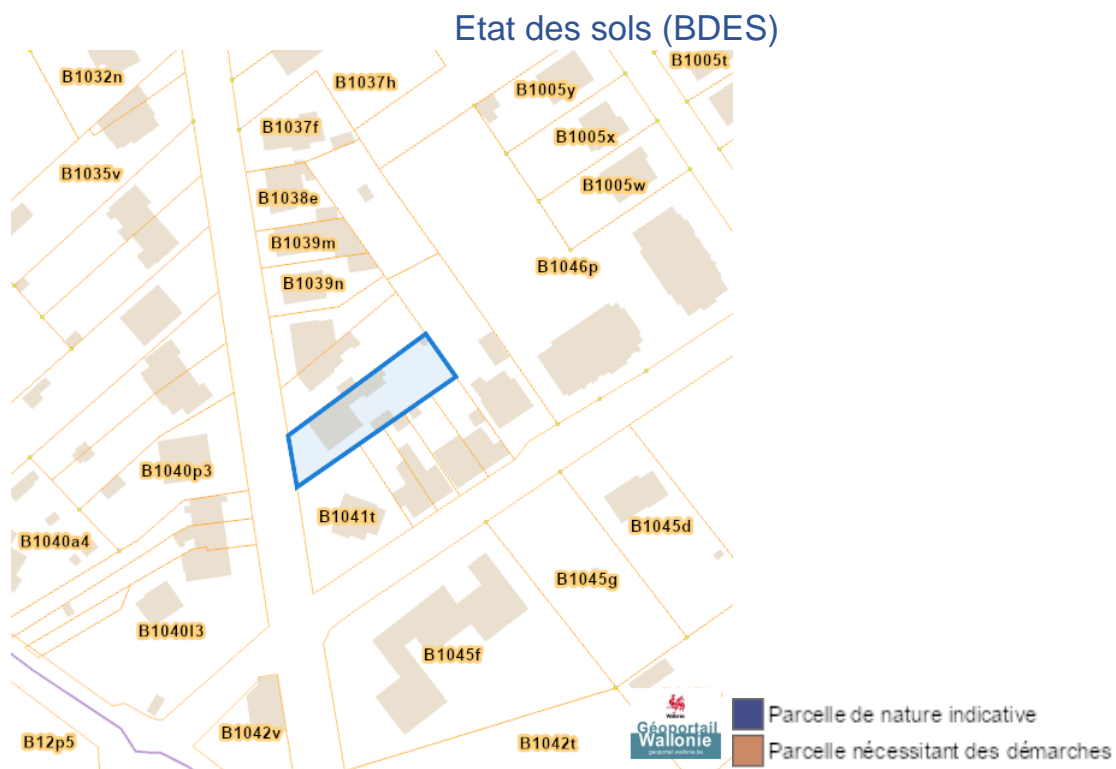 Etat des sols (BDES)
B1032n
B1037h
B1005y
B1005t
B1037f
B1005x
B1035v
B1038e
B1005w
B1039m
B1039n
B1046p
B1040p3
B1041t
B1045d
B1040a4
B1045g
B1040l3
B1045f
B12p5
B1042v
B1042t
Wallonie
Géoportail
Wallonie
geoportail.wallonie.be
Parcelle de nature indicative
Parcelle nécessitant des démarches